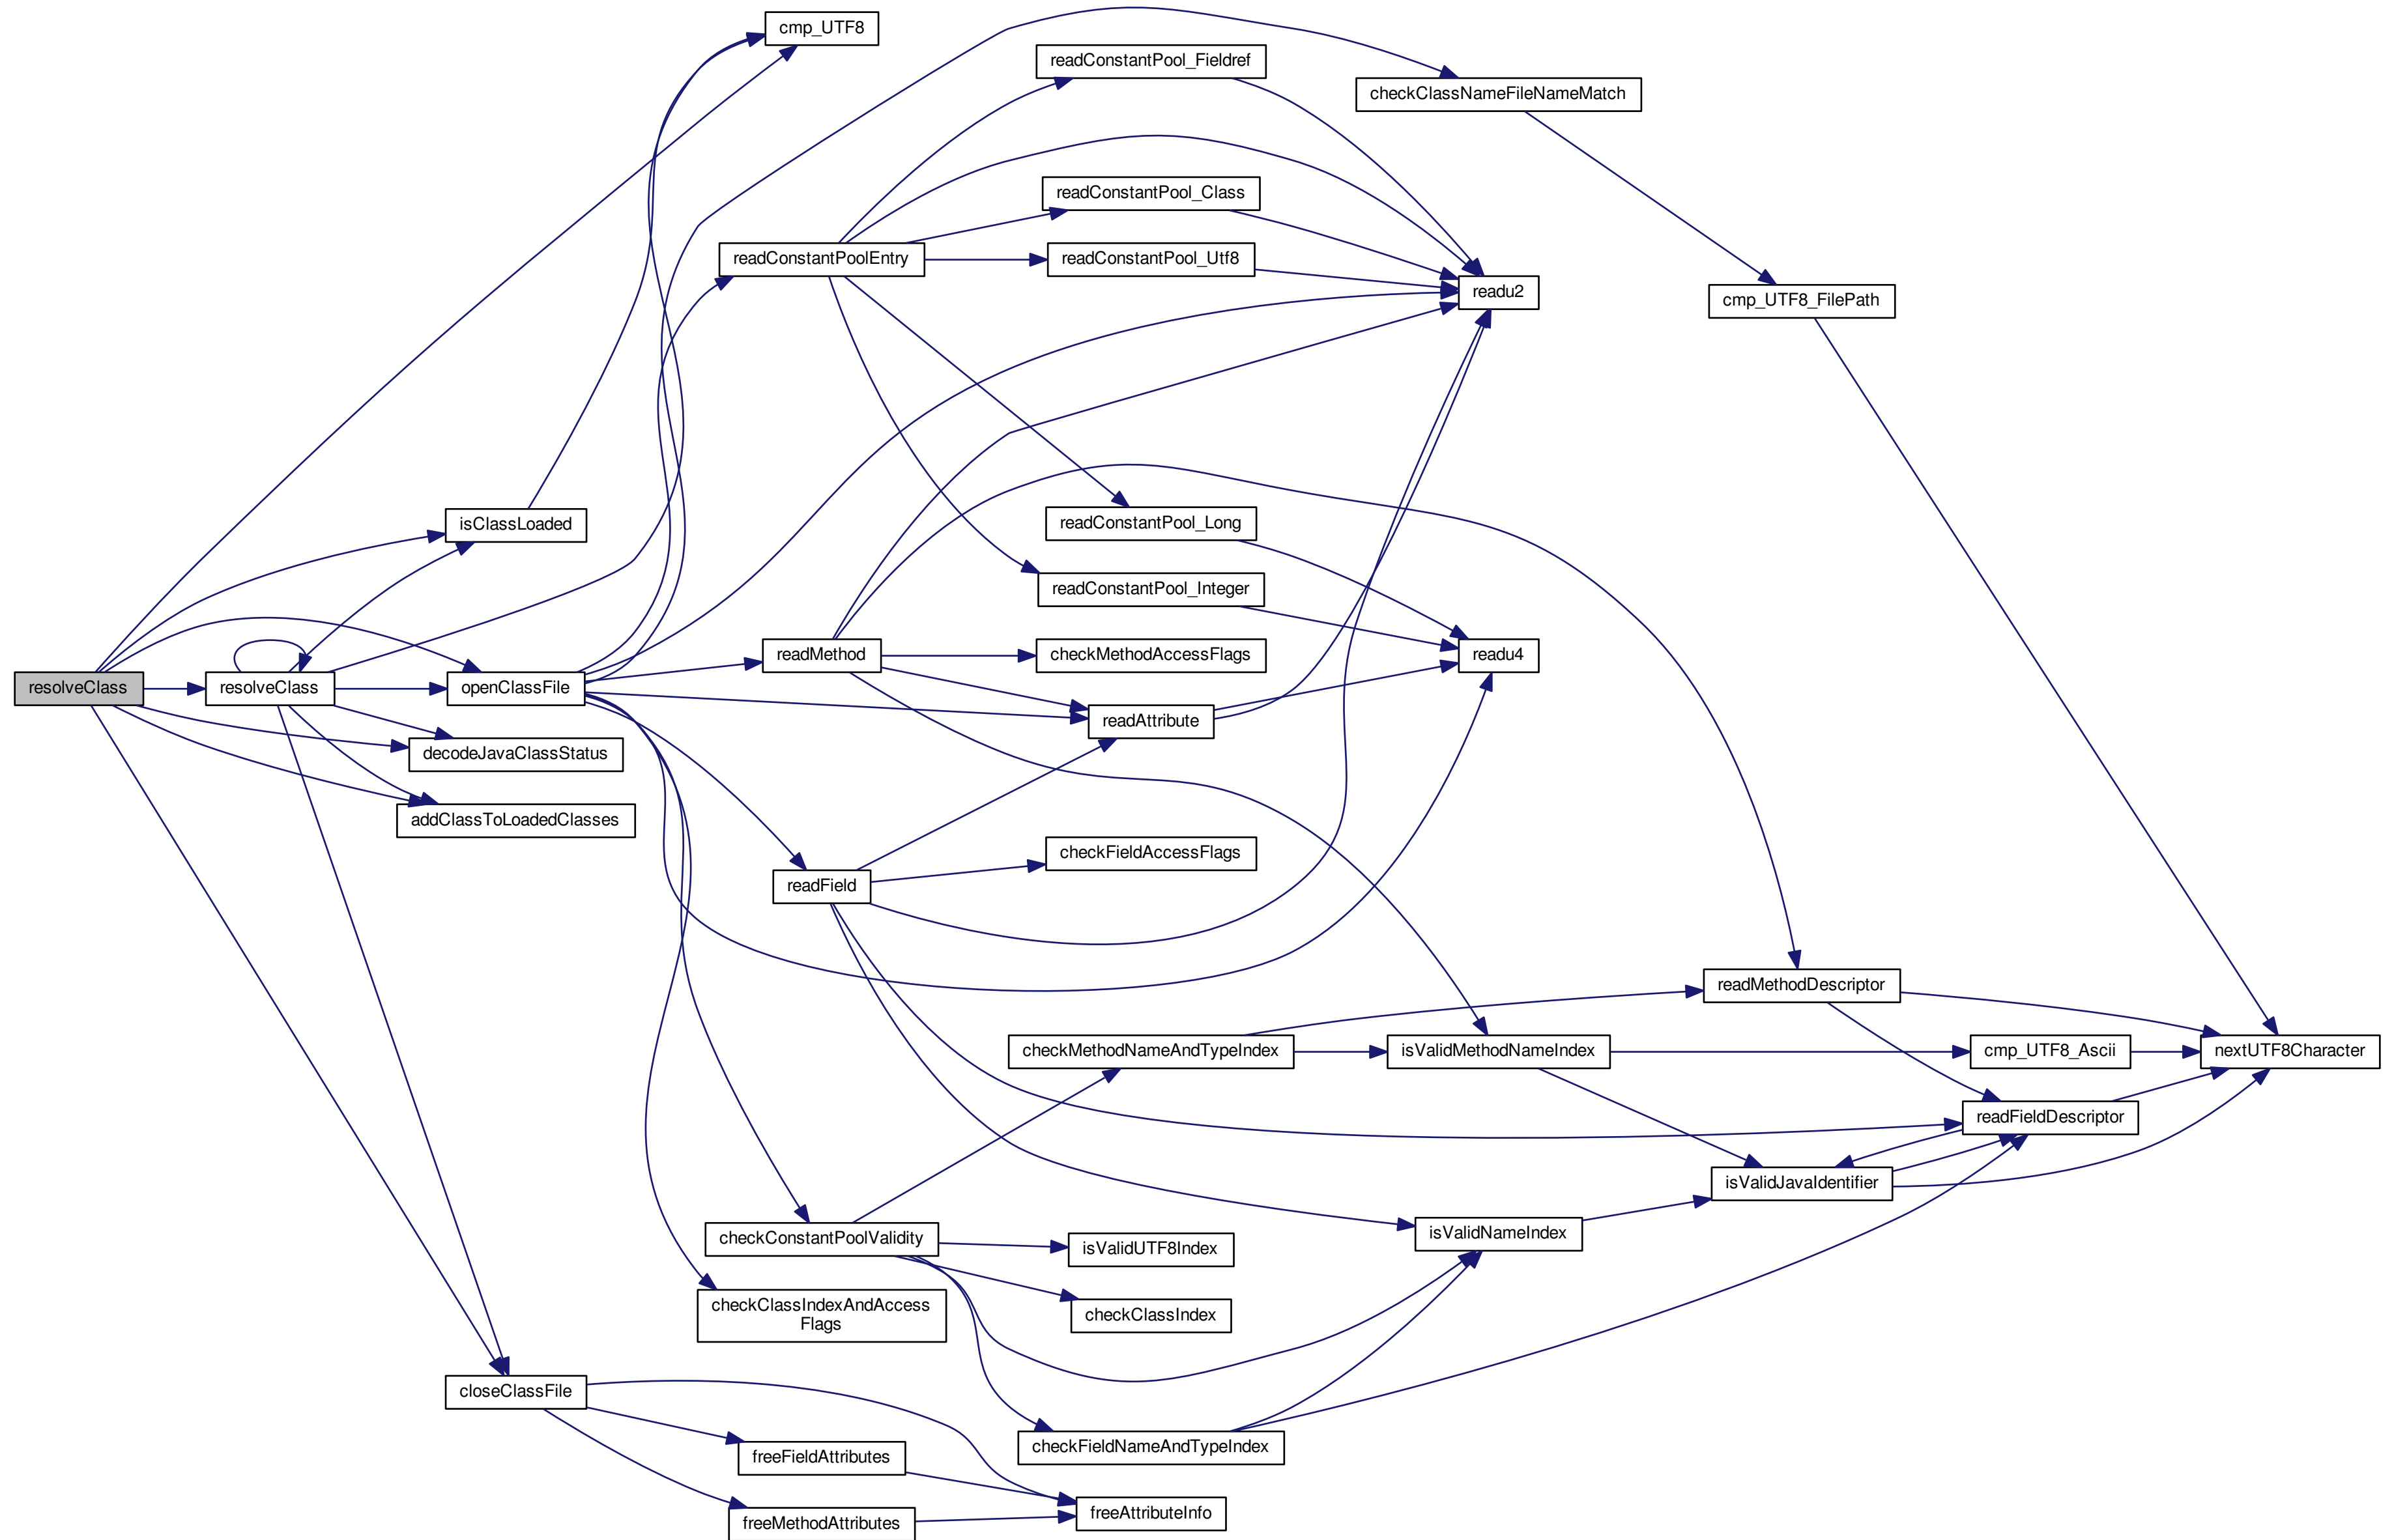 cmp_UTF8
readConstantPool_Fieldref
checkClassNameFileNameMatch
readConstantPool_Class
readConstantPoolEntry
readConstantPool_Utf8
readu2
cmp_UTF8_FilePath
isClassLoaded
readConstantPool_Long
readConstantPool_Integer
readMethod
checkMethodAccessFlags
readu4
resolveClass
resolveClass
openClassFile
readAttribute
decodeJavaClassStatus
addClassToLoadedClasses
checkFieldAccessFlags
readField
readMethodDescriptor
checkMethodNameAndTypeIndex
isValidMethodNameIndex
cmp_UTF8_Ascii
nextUTF8Character
readFieldDescriptor
isValidJavaIdentifier
isValidNameIndex
checkConstantPoolValidity
isValidUTF8Index
checkClassIndexAndAccess
Flags
checkClassIndex
closeClassFile
checkFieldNameAndTypeIndex
freeFieldAttributes
freeAttributeInfo
freeMethodAttributes